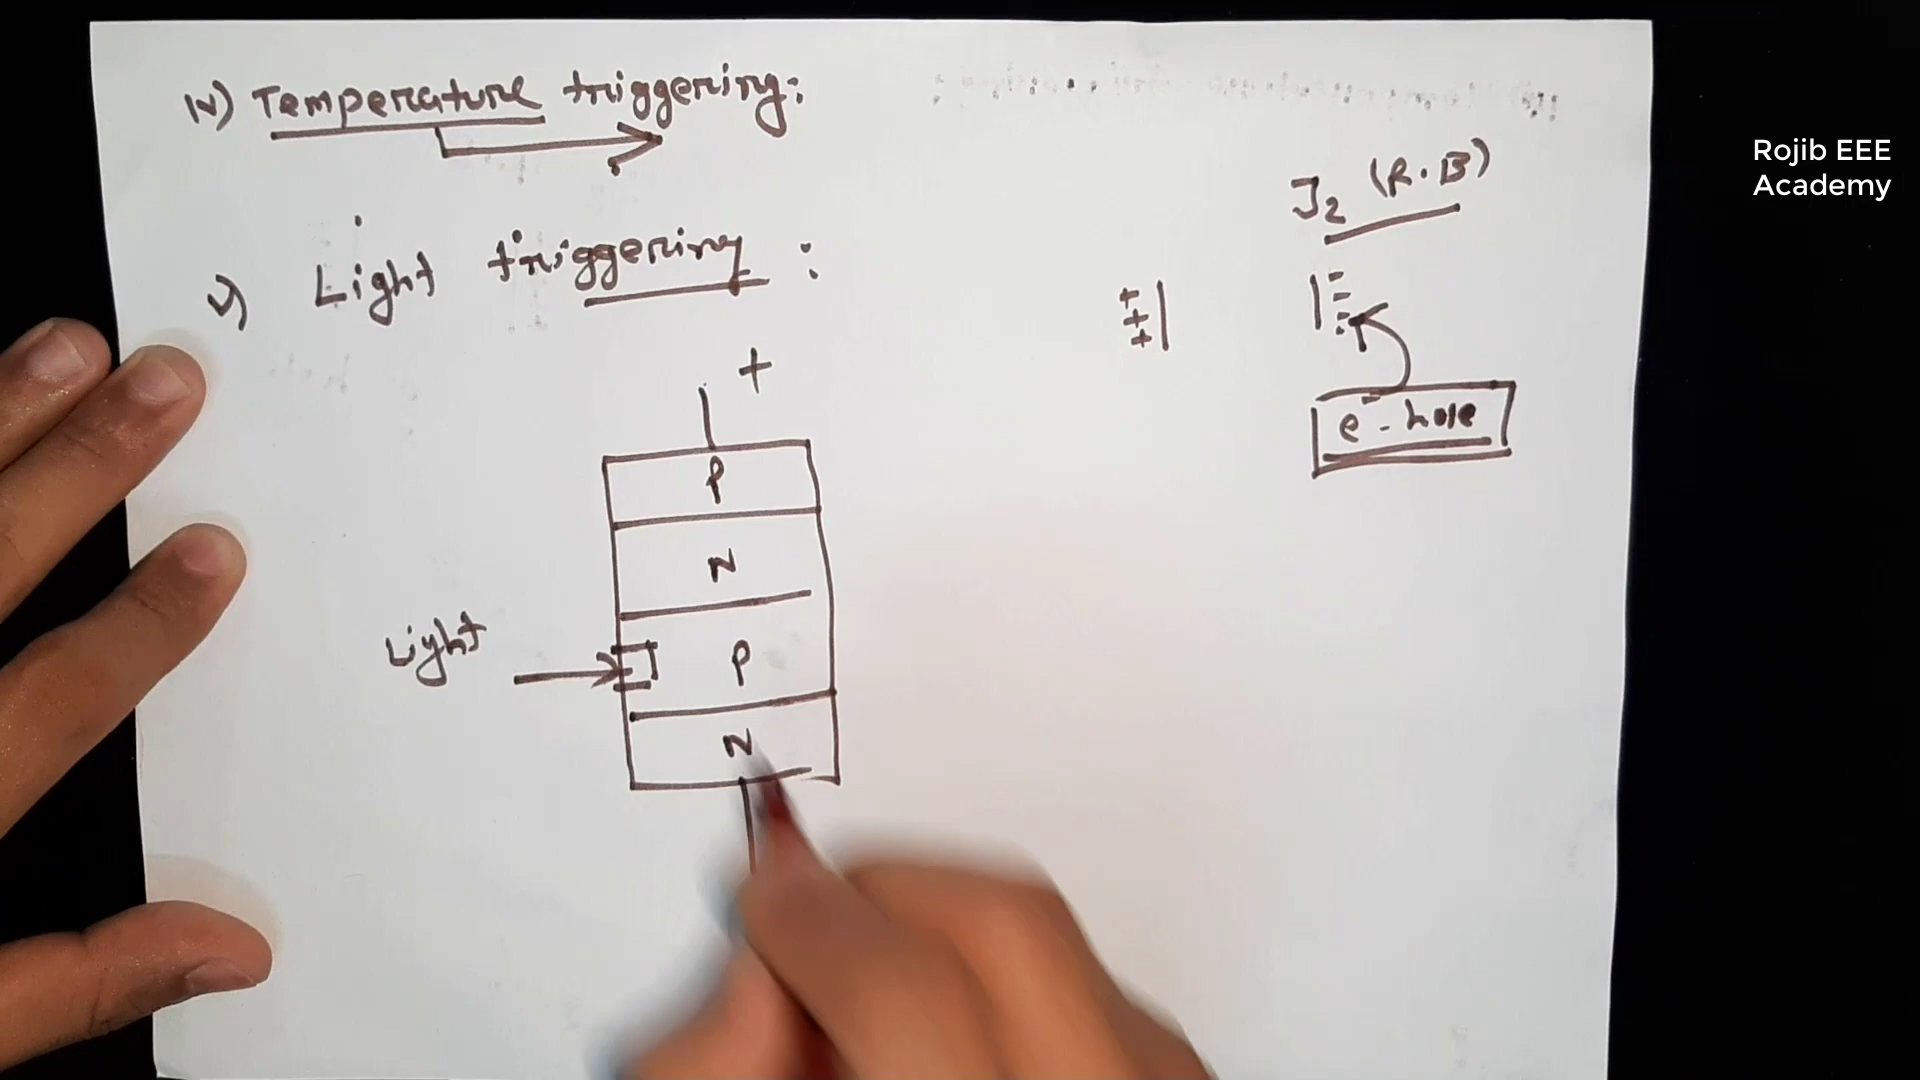 iv) Temperature triggering:
J2 (R.B)
v) Light triggering :
+ + + | | - - -
+
e- - hole
P
N
Light
P
N
Rojib EEE
Academy